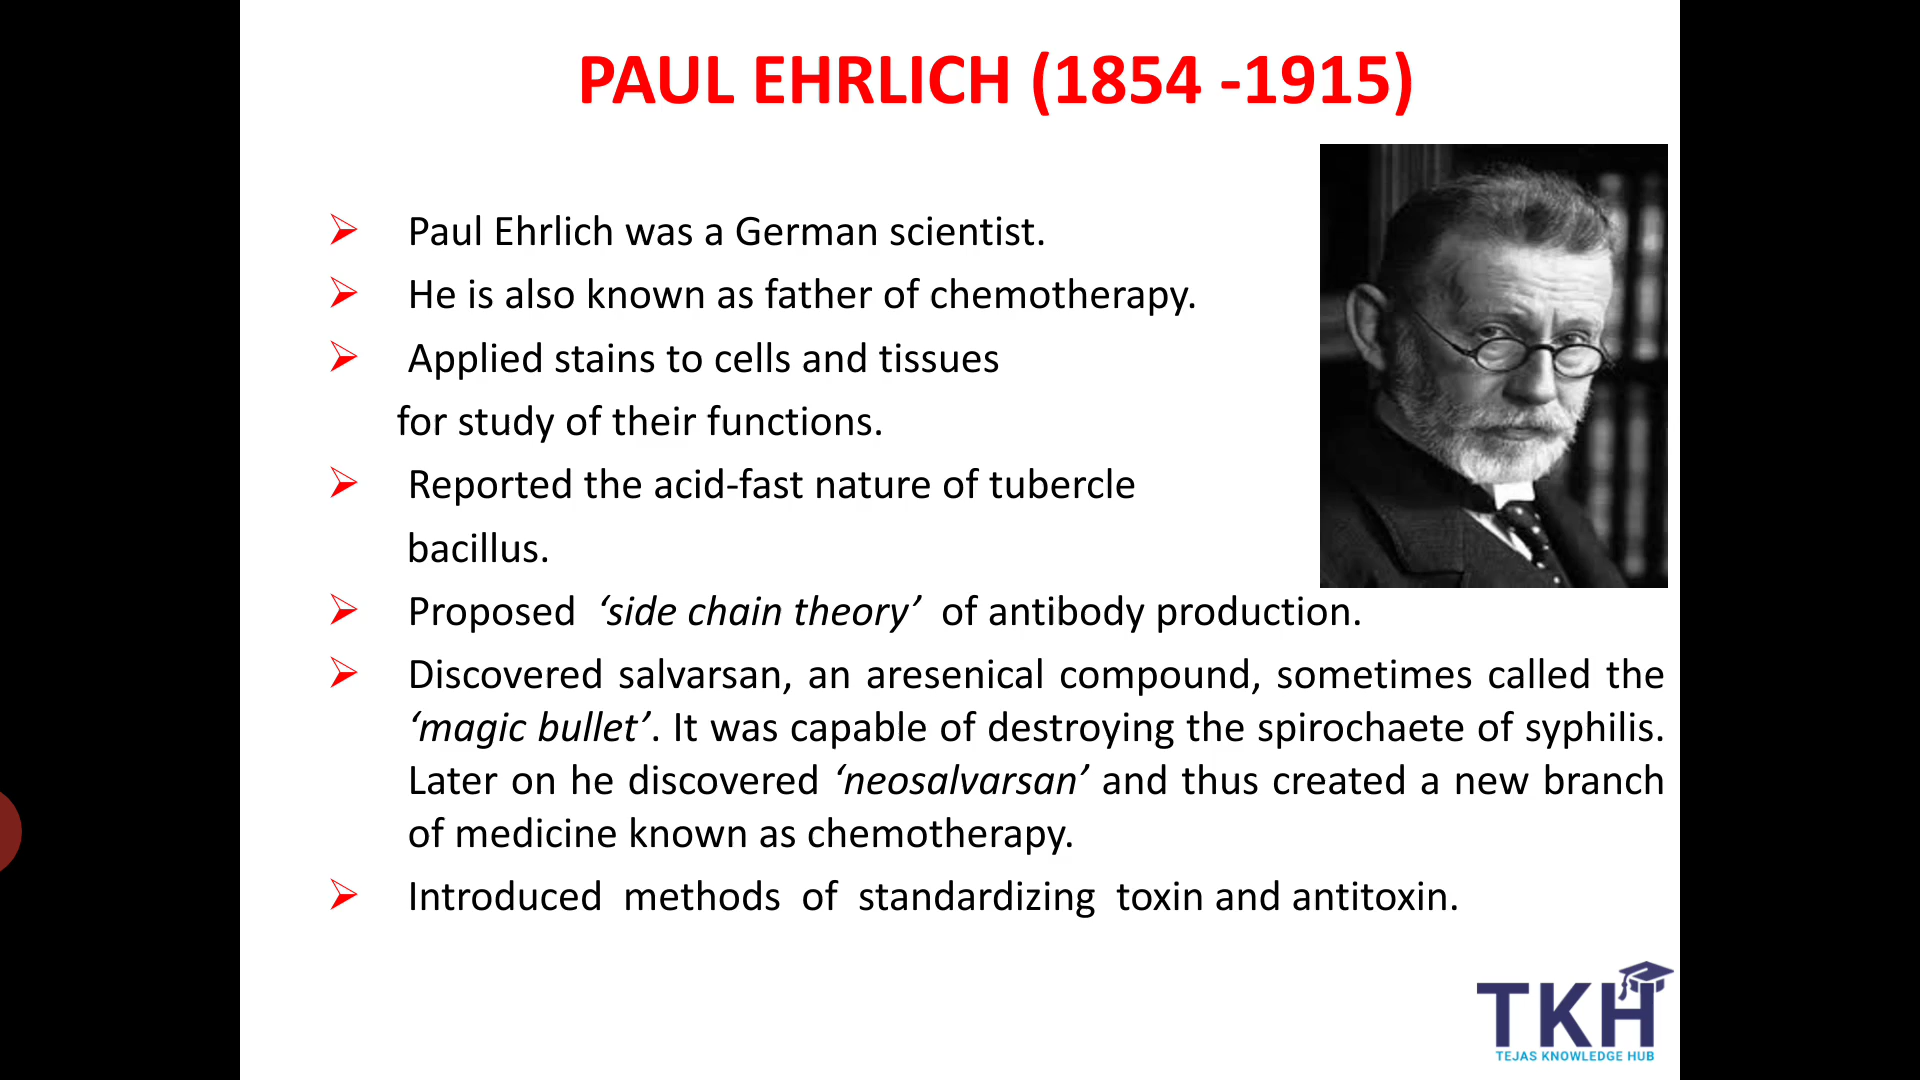 PAUL EHRLICH (1854 -1915)
Paul Ehrlich was a German scientist.
He is also known as father of chemotherapy.
Applied stains to cells and tissues
for study of their functions.
Reported the acid-fast nature of tubercle
bacillus.
Proposed ‘side chain theory’ of antibody production.
Discovered salvarsan, an aresenical compound, sometimes called the
‘magic bullet’. It was capable of destroying the spirochaete of syphilis.
Later on he discovered ‘neosalvarsan’ and thus created a new branch
of medicine known as chemotherapy.
Introduced methods of standardizing toxin and antitoxin.
TKH
TEJAS KNOWLEDGE HUB